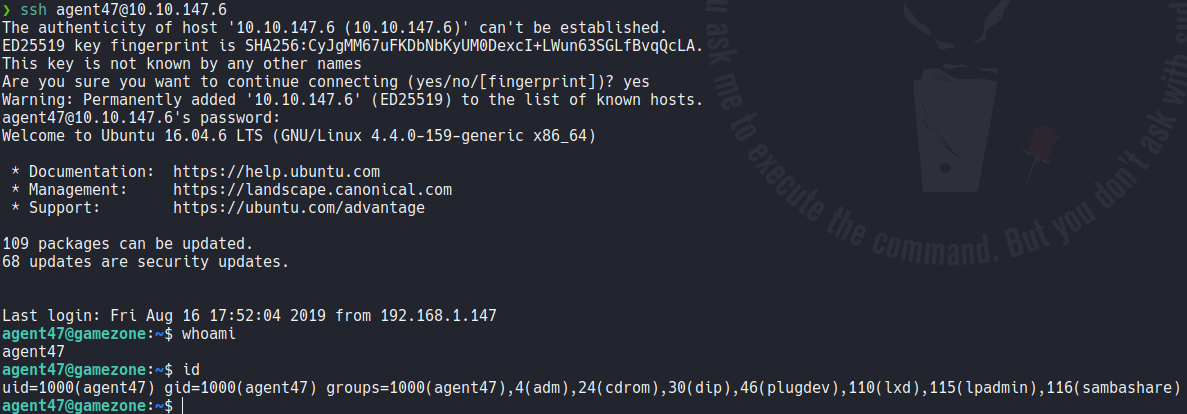 ❯ ssh agent47@10.10.147.6
The authenticity of host '10.10.147.6 (10.10.147.6)' can't be established.
ED25519 key fingerprint is SHA256:CyJgMM67uFKDbNbKyUM0DexcI+LWun63SGLfBvqQcLA.
This key is not known by any other names
Are you sure you want to continue connecting (yes/no/[fingerprint])? yes
Warning: Permanently added '10.10.147.6' (ED25519) to the list of known hosts.
agent47@10.10.147.6's password:
Welcome to Ubuntu 16.04.6 LTS (GNU/Linux 4.4.0-159-generic x86_64)

 * Documentation:  https://help.ubuntu.com
 * Management:     https://landscape.canonical.com
 * Support:        https://ubuntu.com/advantage

109 packages can be updated.
68 updates are security updates.


Last login: Fri Aug 16 17:52:04 2019 from 192.168.1.147
agent47@gamezone:~$ whoami
agent47
agent47@gamezone:~$ id
uid=1000(agent47) gid=1000(agent47) groups=1000(agent47),4(adm),24(cdrom),30(dip),46(plugdev),110(lxd),115(lpadmin),116(sambashare)
agent47@gamezone:~$
ask me to execute the command. But you don't ask with